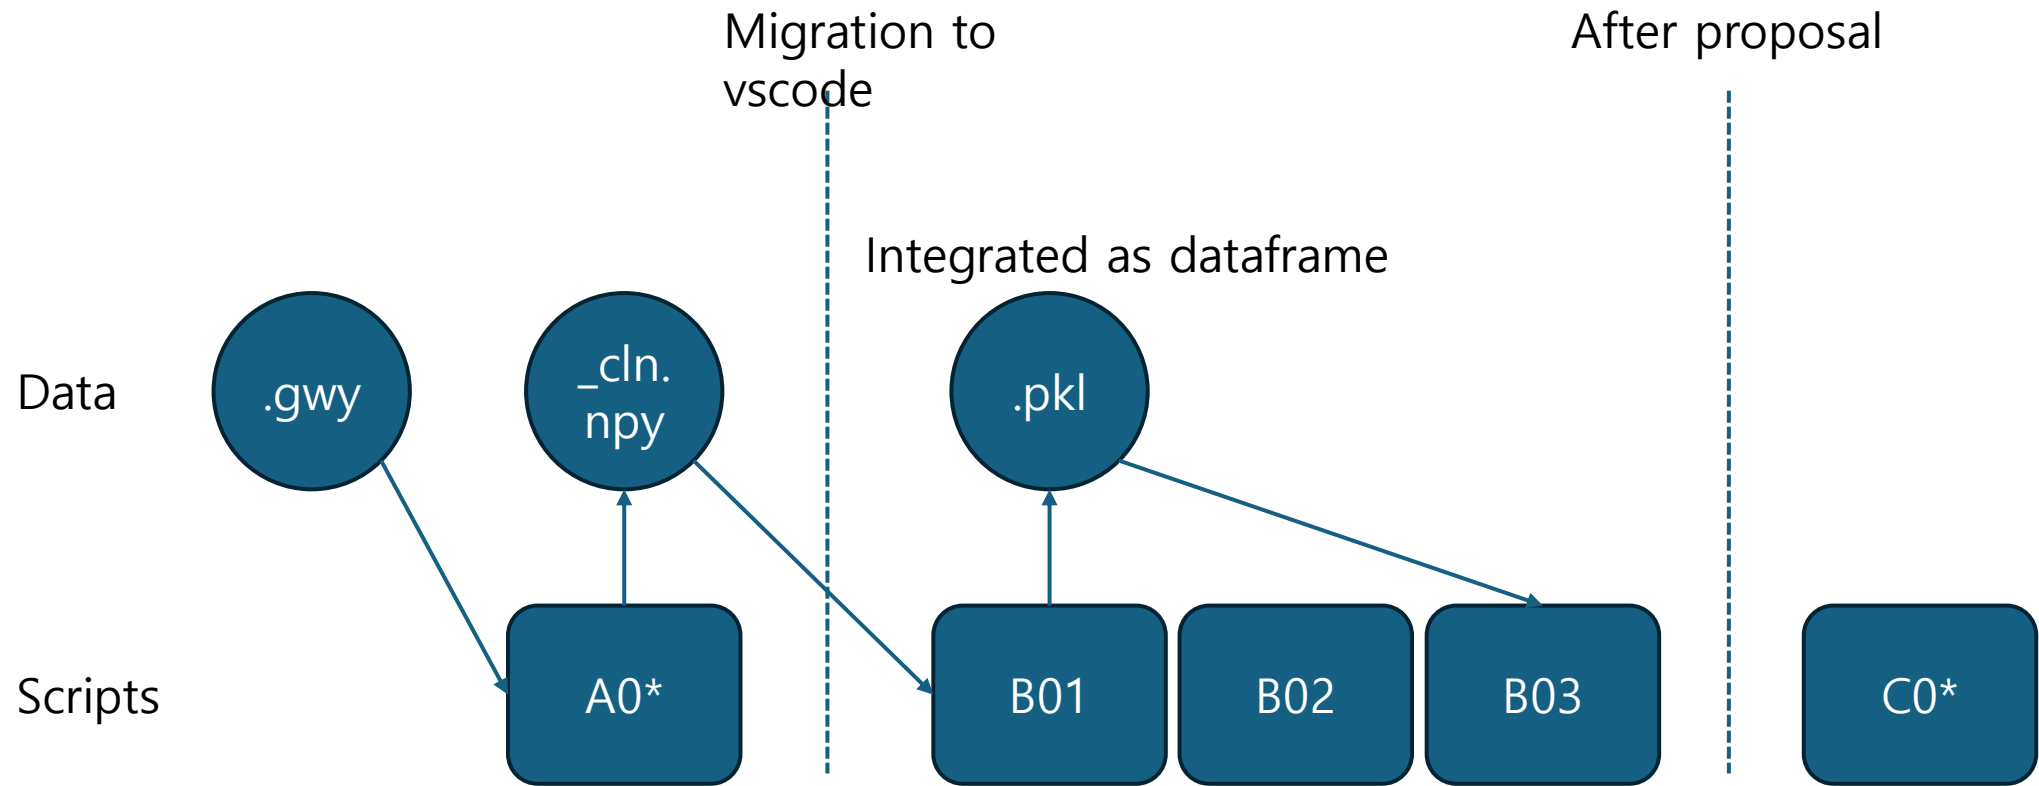 Migration to
vscode
After proposal
Integrated as dataframe
Data
.gwy
_cln.
npy
.pkl
Scripts
A0*
B01
B02
B03
C0*